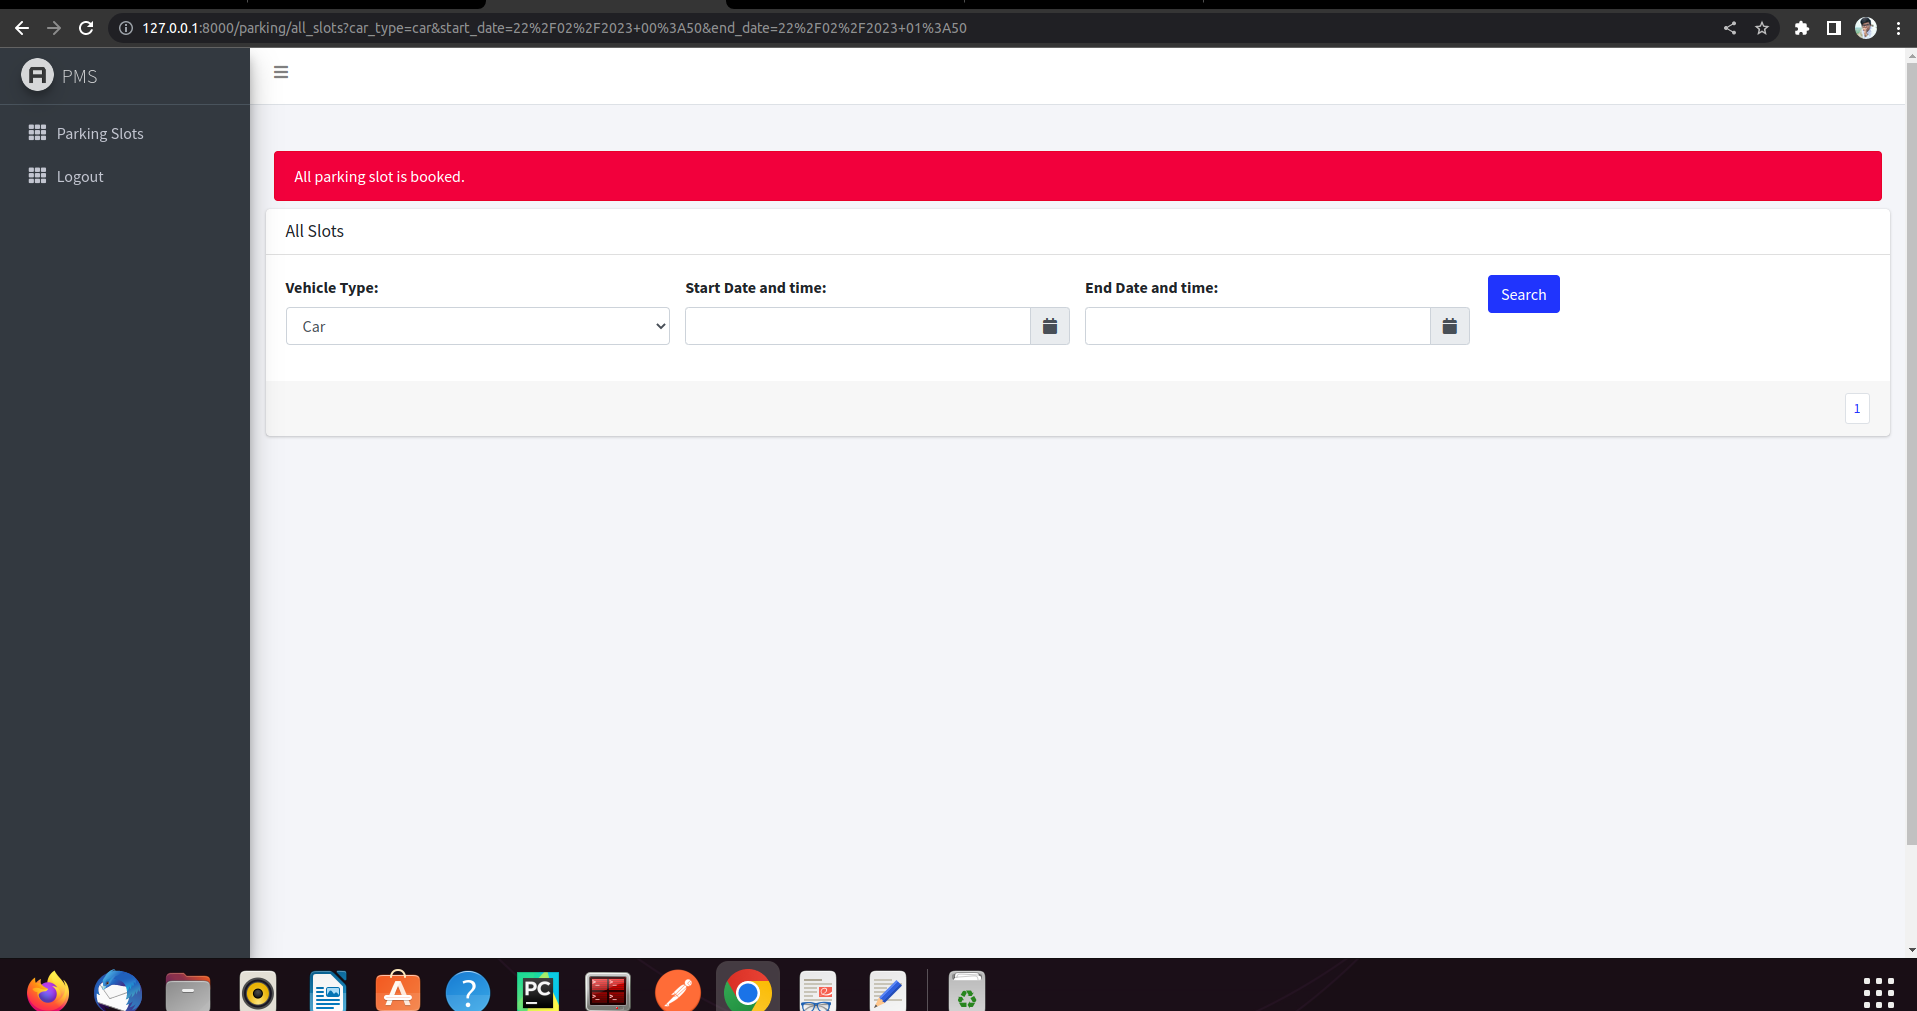 127.0.0.1:8000/parking/all_slots?car_type=car&start_date=22%2F02%2F2023+00%3A50&end_date=22%2F02%2F2023+01%3A50
PMS
Parking Slots
Logout
All parking slot is booked.
All Slots
Vehicle Type:
Start Date and time:
End Date and time:
Search
Car
1
PC